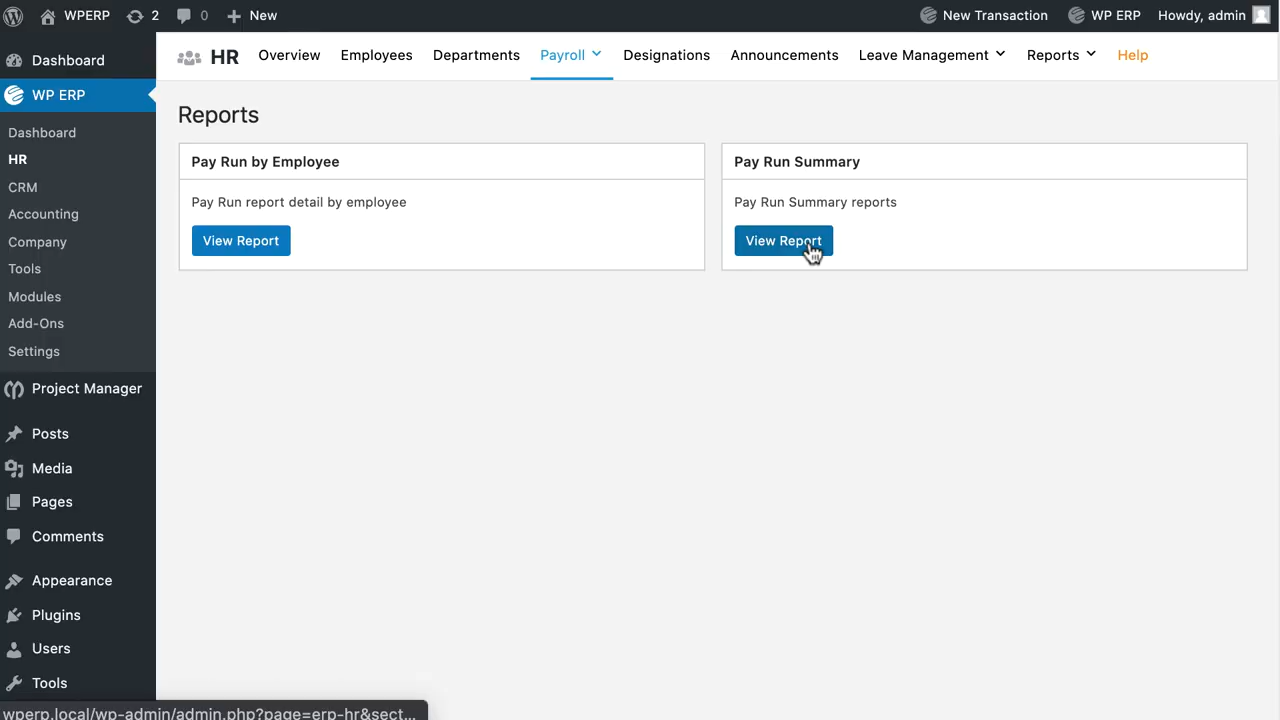 WPERP 2 0 New New Transaction WP ERP Howdy, admin
Dashboard
WP ERP
Dashboard
HR
CRM
Accounting
Company
Tools
Modules
Add-Ons
Settings
Project Manager
Posts
Media
Pages
Comments
Appearance
Plugins
Users
Tools
HR Overview Employees Departments Payroll Designations Announcements Leave Management Reports Help
Reports
Pay Run by Employee
Pay Run report detail by employee
View Report
Pay Run Summary
Pay Run Summary reports
View Report
wperp.local/wp-admin/admin.php?page=erp-hr&sect...